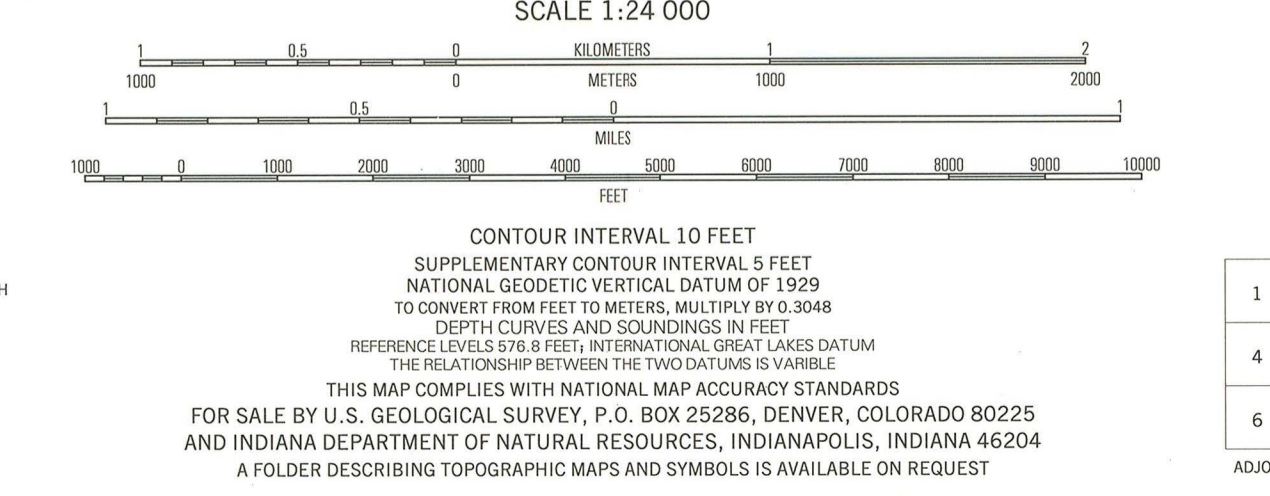 SCALE 1:24 000
1 0.5 0 KILOMETERS 1 2
1000 0 METERS 1000 2000
1 0.5 0 1
MILES
1000 0 1000 2000 3000 4000 5000 6000 7000 8000 9000 10000
FEET
CONTOUR INTERVAL 10 FEET
SUPPLEMENTARY CONTOUR INTERVAL 5 FEET
NATIONAL GEODETIC VERTICAL DATUM OF 1929
TO CONVERT FROM FEET TO METERS, MULTIPLY BY 0.3048
DEPTH CURVES AND SOUNDINGS IN FEET
REFERENCE LEVELS 576.8 FEET; INTERNATIONAL GREAT LAKES DATUM
THE RELATIONSHIP BETWEEN THE TWO DATUMS IS VARIBLE
THIS MAP COMPLIES WITH NATIONAL MAP ACCURACY STANDARDS
FOR SALE BY U.S. GEOLOGICAL SURVEY, P.O. BOX 25286, DENVER, COLORADO 80225
AND INDIANA DEPARTMENT OF NATURAL RESOURCES, INDIANAPOLIS, INDIANA 46204
A FOLDER DESCRIBING TOPOGRAPHIC MAPS AND SYMBOLS IS AVAILABLE ON REQUEST
H
1
4
6
ADJO